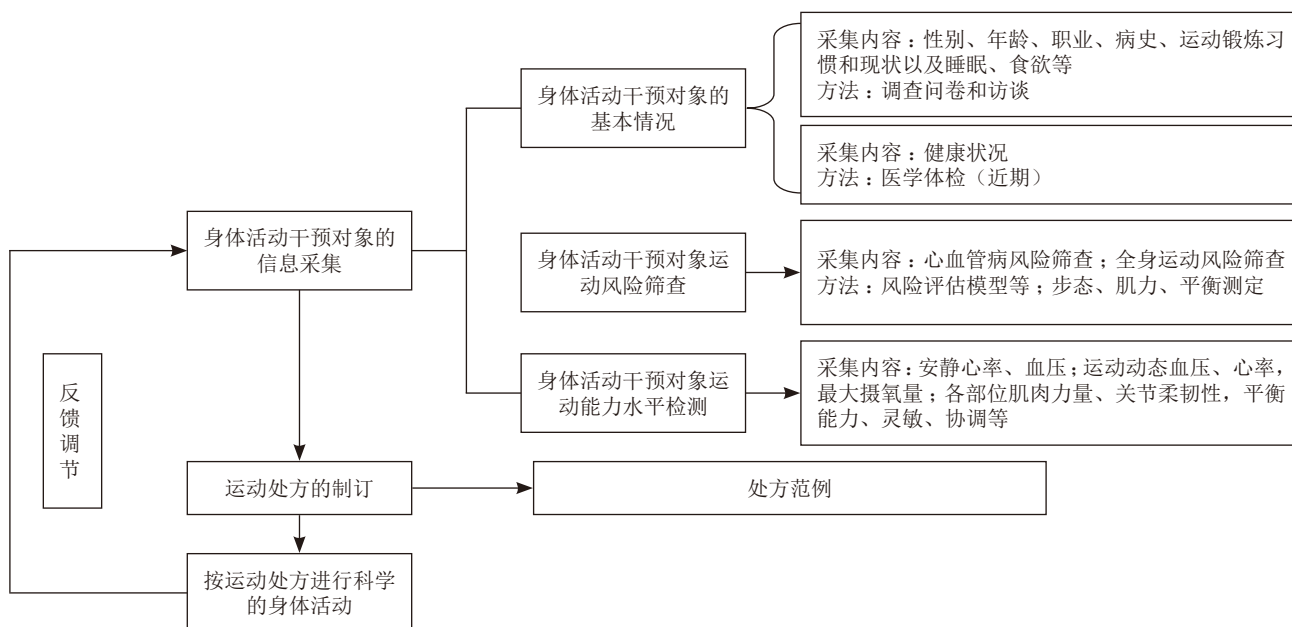 采集内容：性别、年龄、职业、病史、运动锻炼习
惯和现状以及睡眠、食欲等
方法：调查问卷和访谈
身体活动干预对象的
基本情况
采集内容：健康状况
方法：医学体检（近期）
身体活动干预对象的
信息采集
身体活动干预对象运
动风险筛查
采集内容：心血管病风险筛查；全身运动风险筛查
方法：风险评估模型等；步态、肌力、平衡测定
身体活动干预对象运
动能力水平检测
采集内容：安静心率、血压；运动动态血压、心率，
最大摄氧量；各部位肌肉力量、关节柔韧性，平衡
能力、灵敏、协调等
反
馈
调
节
运动处方的制订
处方范例
按运动处方进行科学
的身体活动